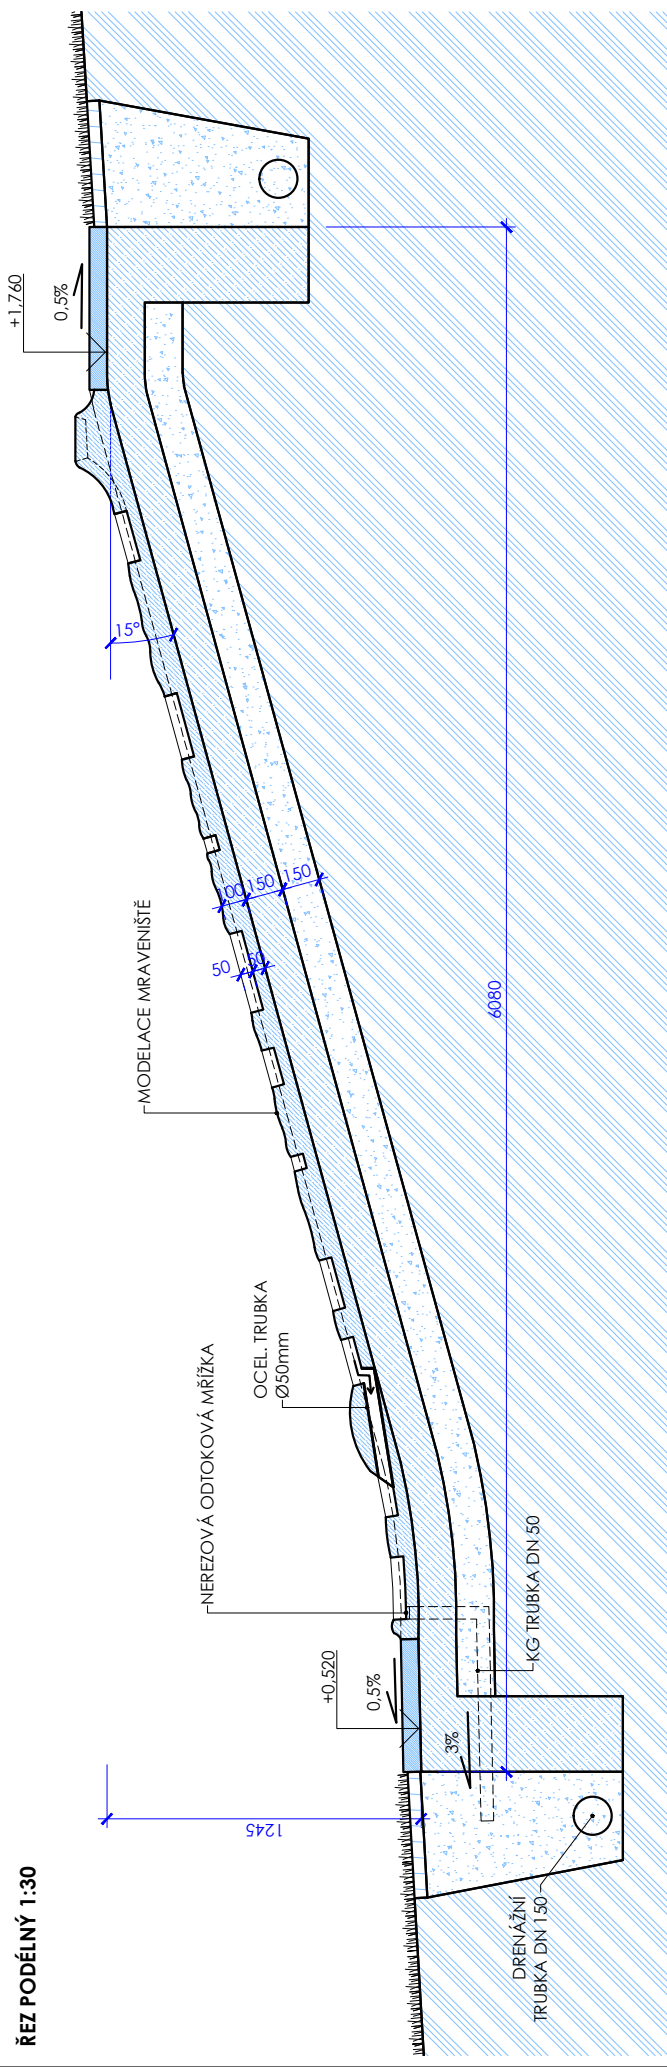 ŘEZ PODÉLNÝ 1:30
1245
+0,520
0,5%
3%
DRENÁŽNÍ
TRUBKA DN 150
KG TRUBKA DN 50
NEREZOVÁ ODTOKOVÁ MŘÍŽKA
OCEL. TRUBKA
Ø50mm
MODELACE MRAVENIŠTĚ
50
50
100
150
150
6080
15°
+1,760
0,5%